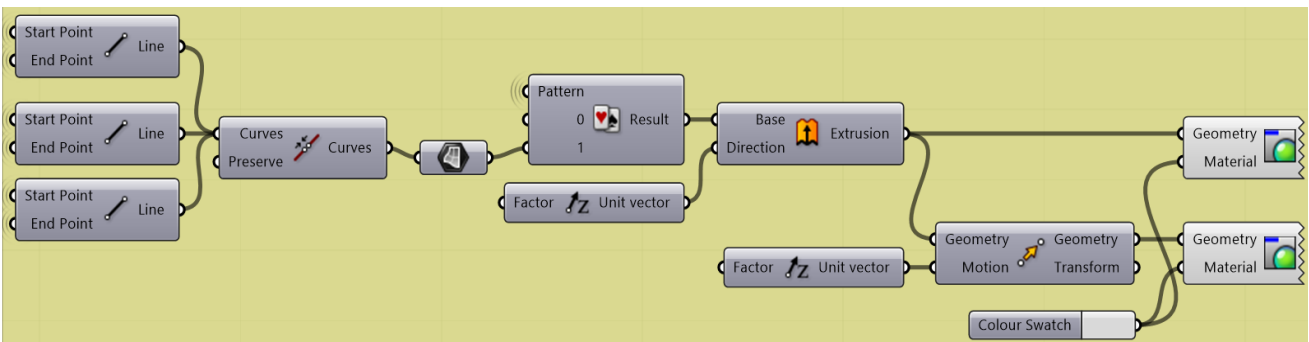 Start Point
Line
End Point
Start Point
Line
End Point
Start Point
Line
End Point
Curves
Preserve
Curves
Pattern
0
1
Result
Factor
Unit vector
Base
Direction
Extrusion
Factor
Unit vector
Geometry
Motion
Geometry
Transform
Geometry
Material
Geometry
Material
Colour Swatch